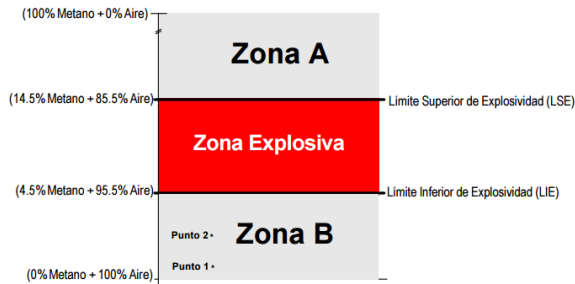 (100% Metano + 0% Aire)
Zona A
(14.5% Metano + 85.5% Aire)
Límite Superior de Explosividad (LSE)
Zona Explosiva
(4.5% Metano + 95.5% Aire)
Límite Inferior de Explosividad (LIE)
Punto 2
Zona B
Punto 1
(0% Metano + 100% Aire)